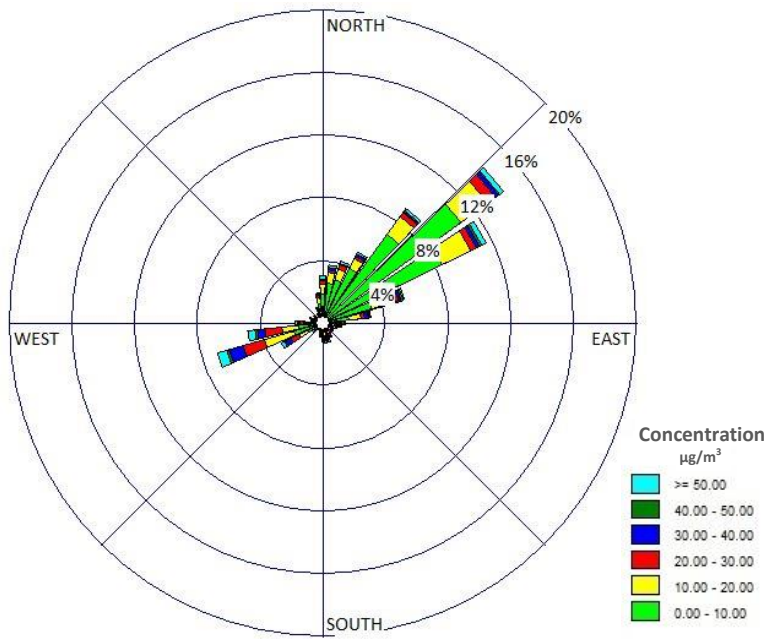 NORTH
20%
16%
12%
8%
4%
WEST
EAST
SOUTH
Concentration
µg/m³
>= 50.00
40.00 - 50.00
30.00 - 40.00
20.00 - 30.00
10.00 - 20.00
0.00 - 10.00